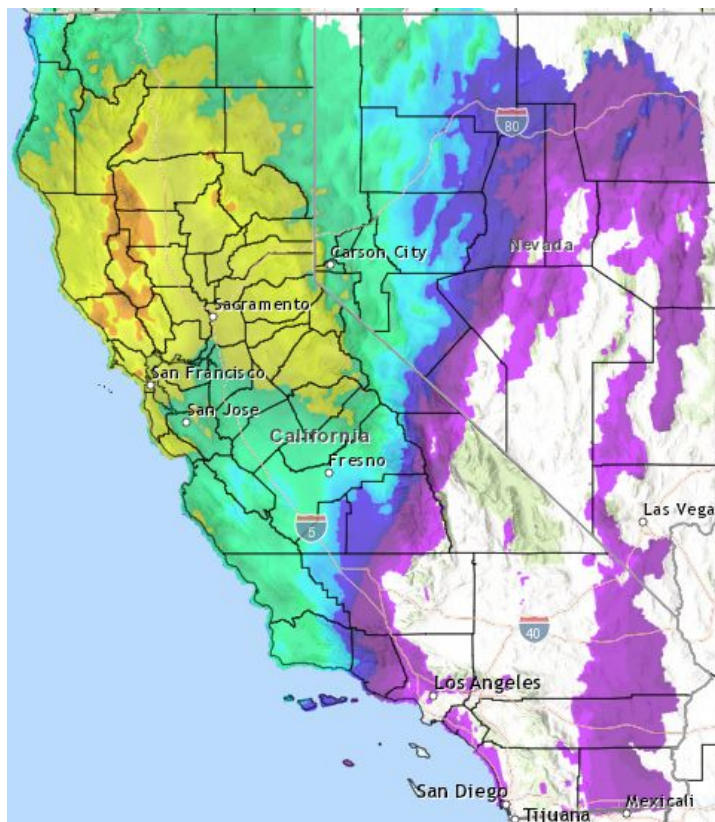 80
Nevada
Carson City
Sacramento
San Francisco
San Jose
California
Fresno
5
Las Vega
40
Los Angeles
San Diego
Mexicali
Tijuana